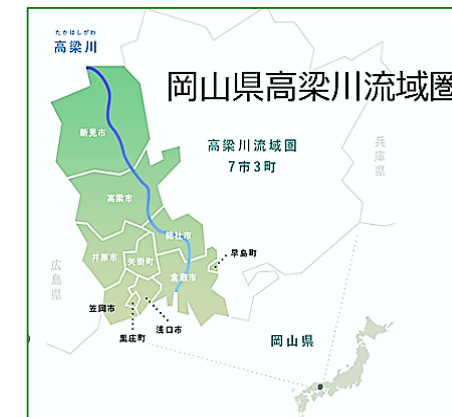 たかはしがわ
高梁川
岡山県高梁川流域圏
高梁川流域圏
7市3町
兵庫県
新見市
高梁市
総社市
早島町
井原市
矢掛町
倉敷市
広島県
笠岡市
浅口市
里庄町
岡山県